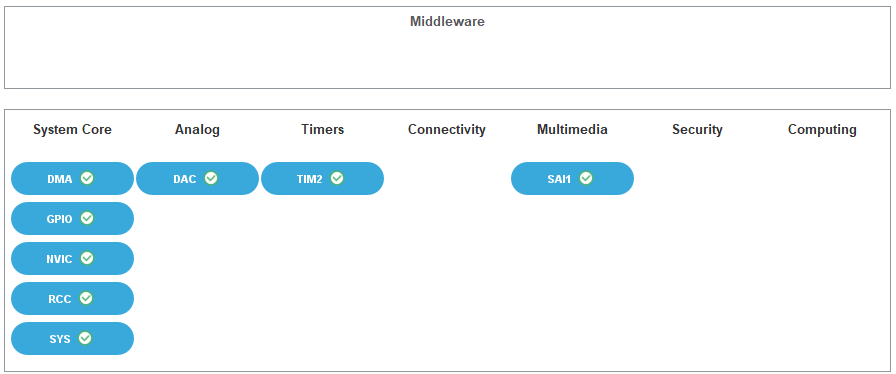 Middleware
System Core Analog Timers Connectivity Multimedia Security Computing
DMA DAC TIM2 SAI1
GPIO
NVIC
RCC
SYS